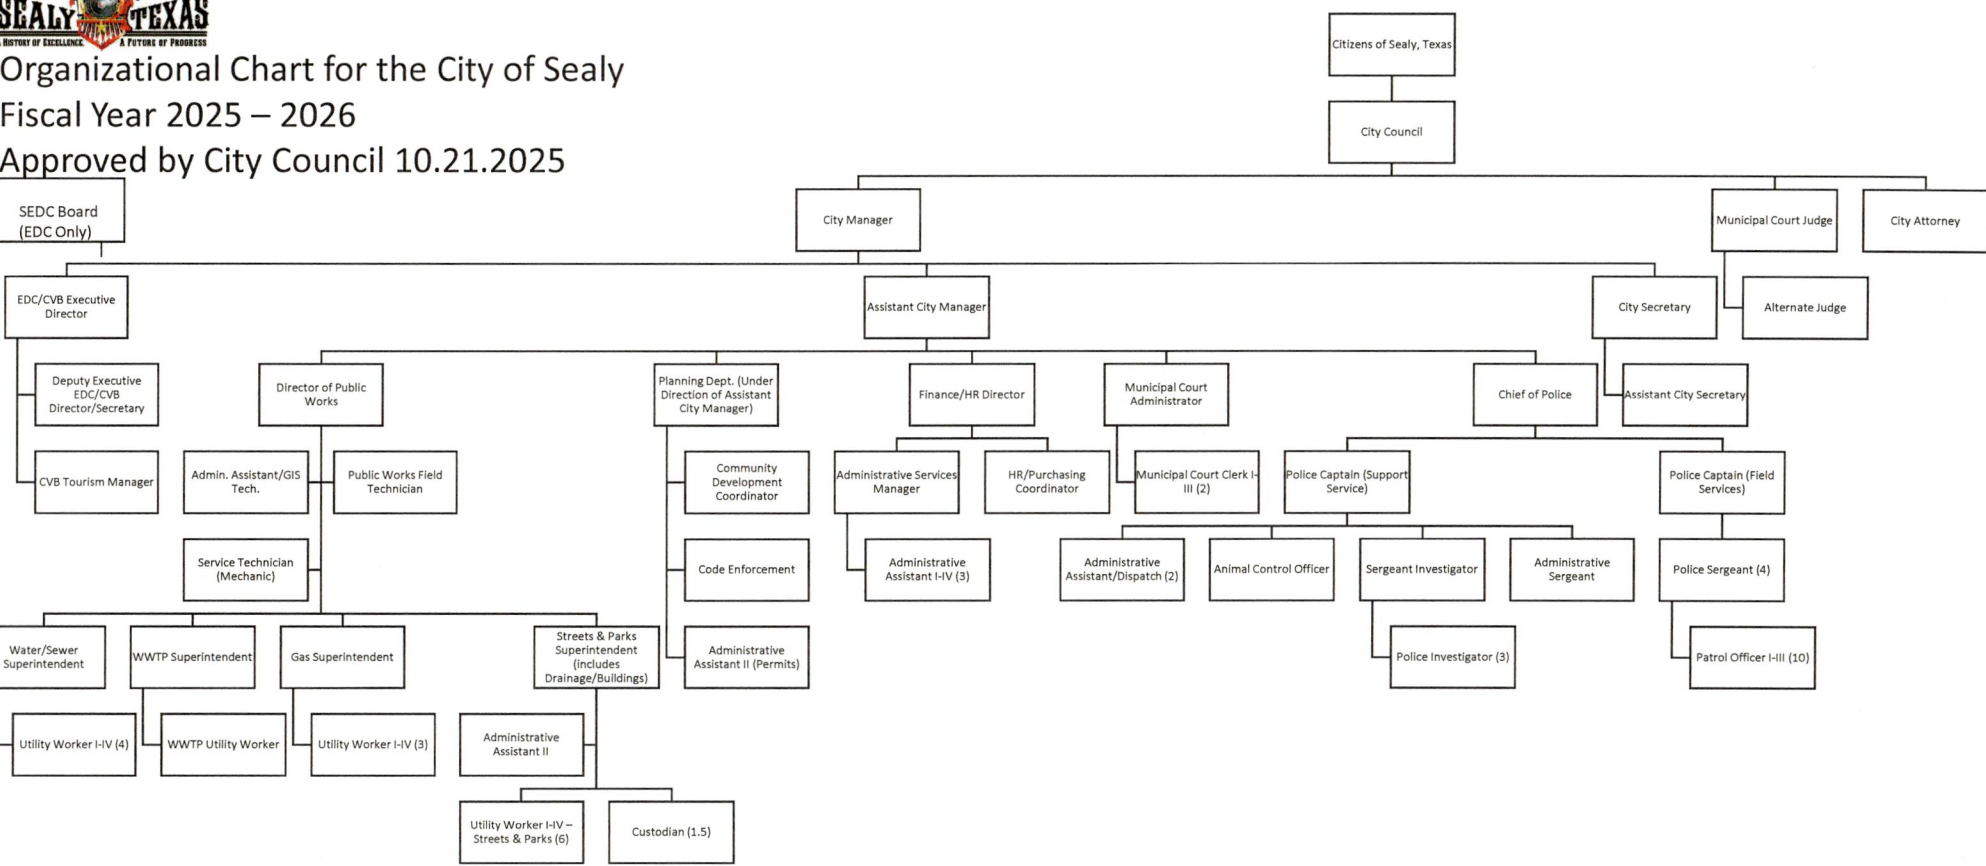 SEALY TEXAS
A HISTORY OF EXCELLENCE. A FUTURE OF PROGRESS
Organizational Chart for the City of Sealy
Fiscal Year 2025 – 2026
Approved by City Council 10.21.2025
Citizens of Sealy, Texas
City Council
SEDC Board
(EDC Only)
City Manager
Municipal Court Judge
City Attorney
EDC/CVB Executive
Director
Assistant City Manager
City Secretary
Alternate Judge
Deputy Executive
EDC/CVB
Director/Secretary
Director of Public
Works
Planning Dept. (Under
Direction of Assistant
City Manager)
Finance/HR Director
Municipal Court
Administrator
Chief of Police
Assistant City Secretary
CVB Tourism Manager
Admin. Assistant/GIS
Tech.
Public Works Field
Technician
Community
Development
Coordinator
Administrative Services
Manager
HR/Purchasing
Coordinator
Municipal Court Clerk I-
III (2)
Police Captain (Support
Service)
Police Captain (Field
Services)
Service Technician
(Mechanic)
Code Enforcement
Administrative
Assistant I-IV (3)
Administrative
Assistant/Dispatch (2)
Animal Control Officer
Sergeant Investigator
Administrative
Sergeant
Police Sergeant (4)
Water/Sewer
Superintendent
WWTP Superintendent
Gas Superintendent
Streets & Parks
Superintendent
(includes
Drainage/Buildings)
Administrative
Assistant II (Permits)
Police Investigator (3)
Patrol Officer I-III (10)
Utility Worker I-IV (4)
WWTP Utility Worker
Utility Worker I-IV (3)
Administrative
Assistant II
Utility Worker I-IV –
Streets & Parks (6)
Custodian (1.5)